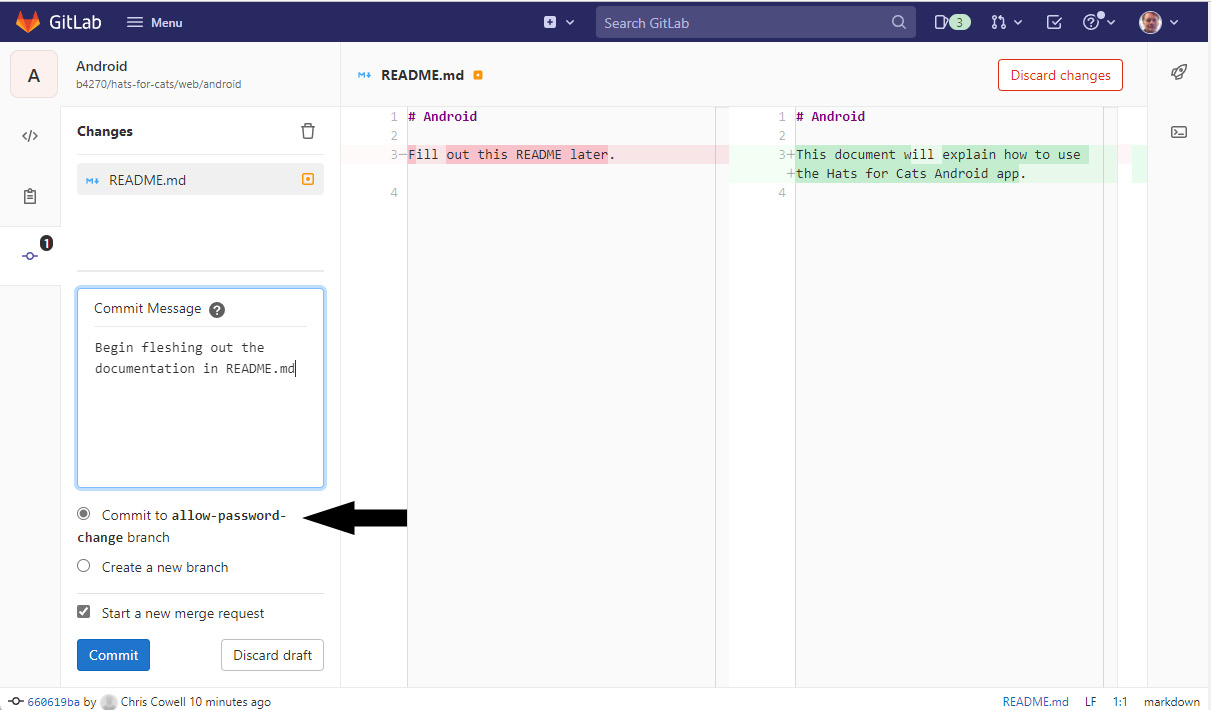 GitLab
Menu
Search GitLab
3
A
Android
b4270/hats-for-cats/web/android
README.md
Discard changes
Changes
README.md
1
Commit Message ?
Begin fleshing out the
documentation in README.md
Commit to allow-password-
change branch
Create a new branch
Start a new merge request
Commit
Discard draft
1 # Android
2
3 Fill out this README later.
4
1 # Android
2
3+This document will explain how to use
+the Hats for Cats Android app.
4
660619ba by Chris Cowell 10 minutes ago
README.md LF 1:1 markdown